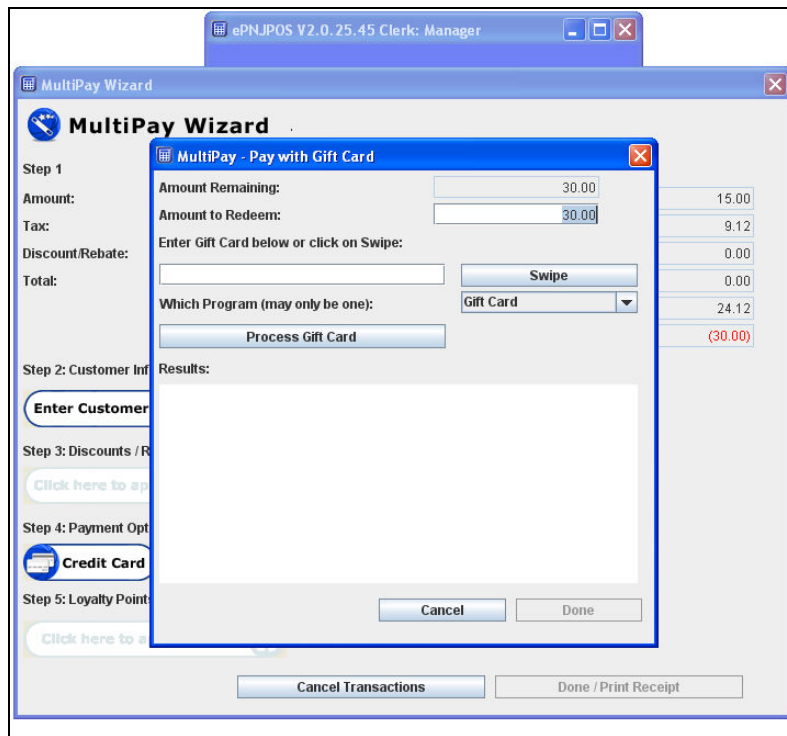 ePNJPOS V2.0.25.45 Clerk: Manager
MultiPay Wizard
MultiPay Wizard
MultiPay - Pay with Gift Card
Step 1
Amount:
Tax:
Discount/Rebate:
Total:
15.00
9.12
0.00
0.00
24.12
(30.00)
Amount Remaining: 30.00
Amount to Redeem: 30.00
Enter Gift Card below or click on Swipe:
Swipe
Which Program (may only be one): Gift Card
Process Gift Card
Results:
Cancel Done
Step 2: Customer Inf
Enter Customer
Step 3: Discounts / R
Click here to ap
Step 4: Payment Opt
Credit Card
Step 5: Loyalty Point
Click here to a
Cancel Transactions Done / Print Receipt